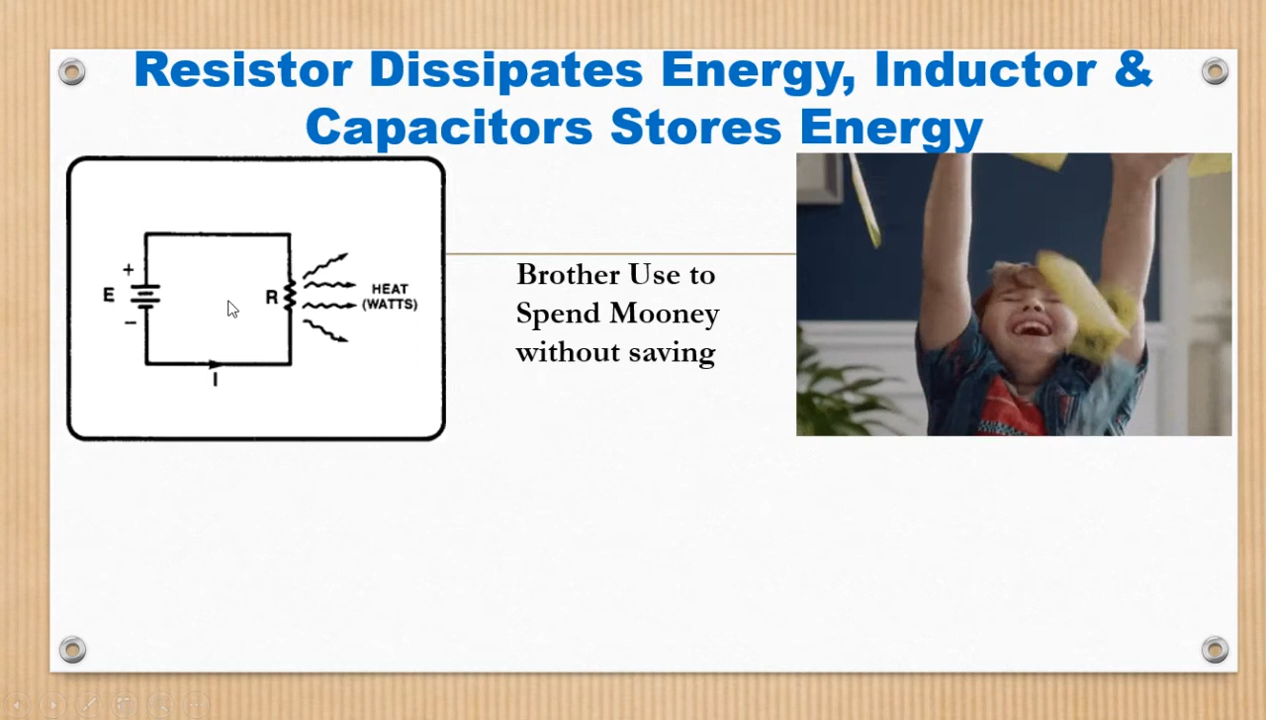 Resistor Dissipates Energy, Inductor &
Capacitors Stores Energy
+
E
−
I
R
HEAT
(WATTS)
Brother Use to
Spend Mooney
without saving